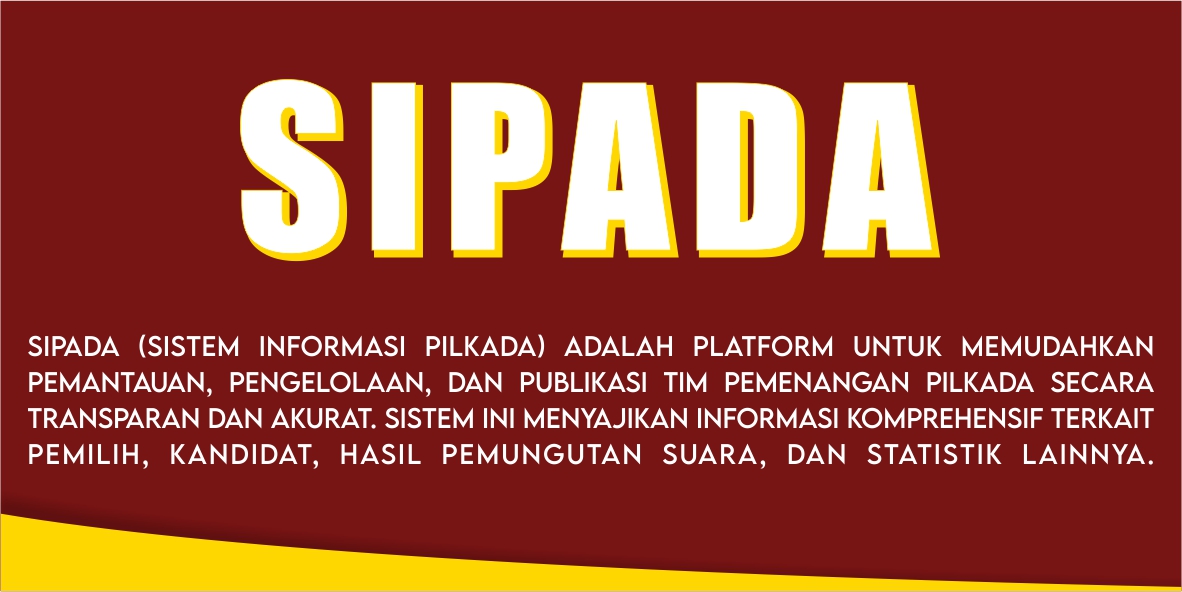 SIPADA
SIPADA (SISTEM INFORMASI PILKADA) ADALAH PLATFORM UNTUK MEMUDAHKAN
PEMANTAUAN, PENGELOLAAN, DAN PUBLIKASI TIM PEMENANGAN PILKADA SECARA
TRANSPARAN DAN AKURAT. SISTEM INI MENYAJIKAN INFORMASI KOMPREHENSIF TERKAIT
PEMILIH, KANDIDAT, HASIL PEMUNGUTAN SUARA, DAN STATISTIK LAINNYA.